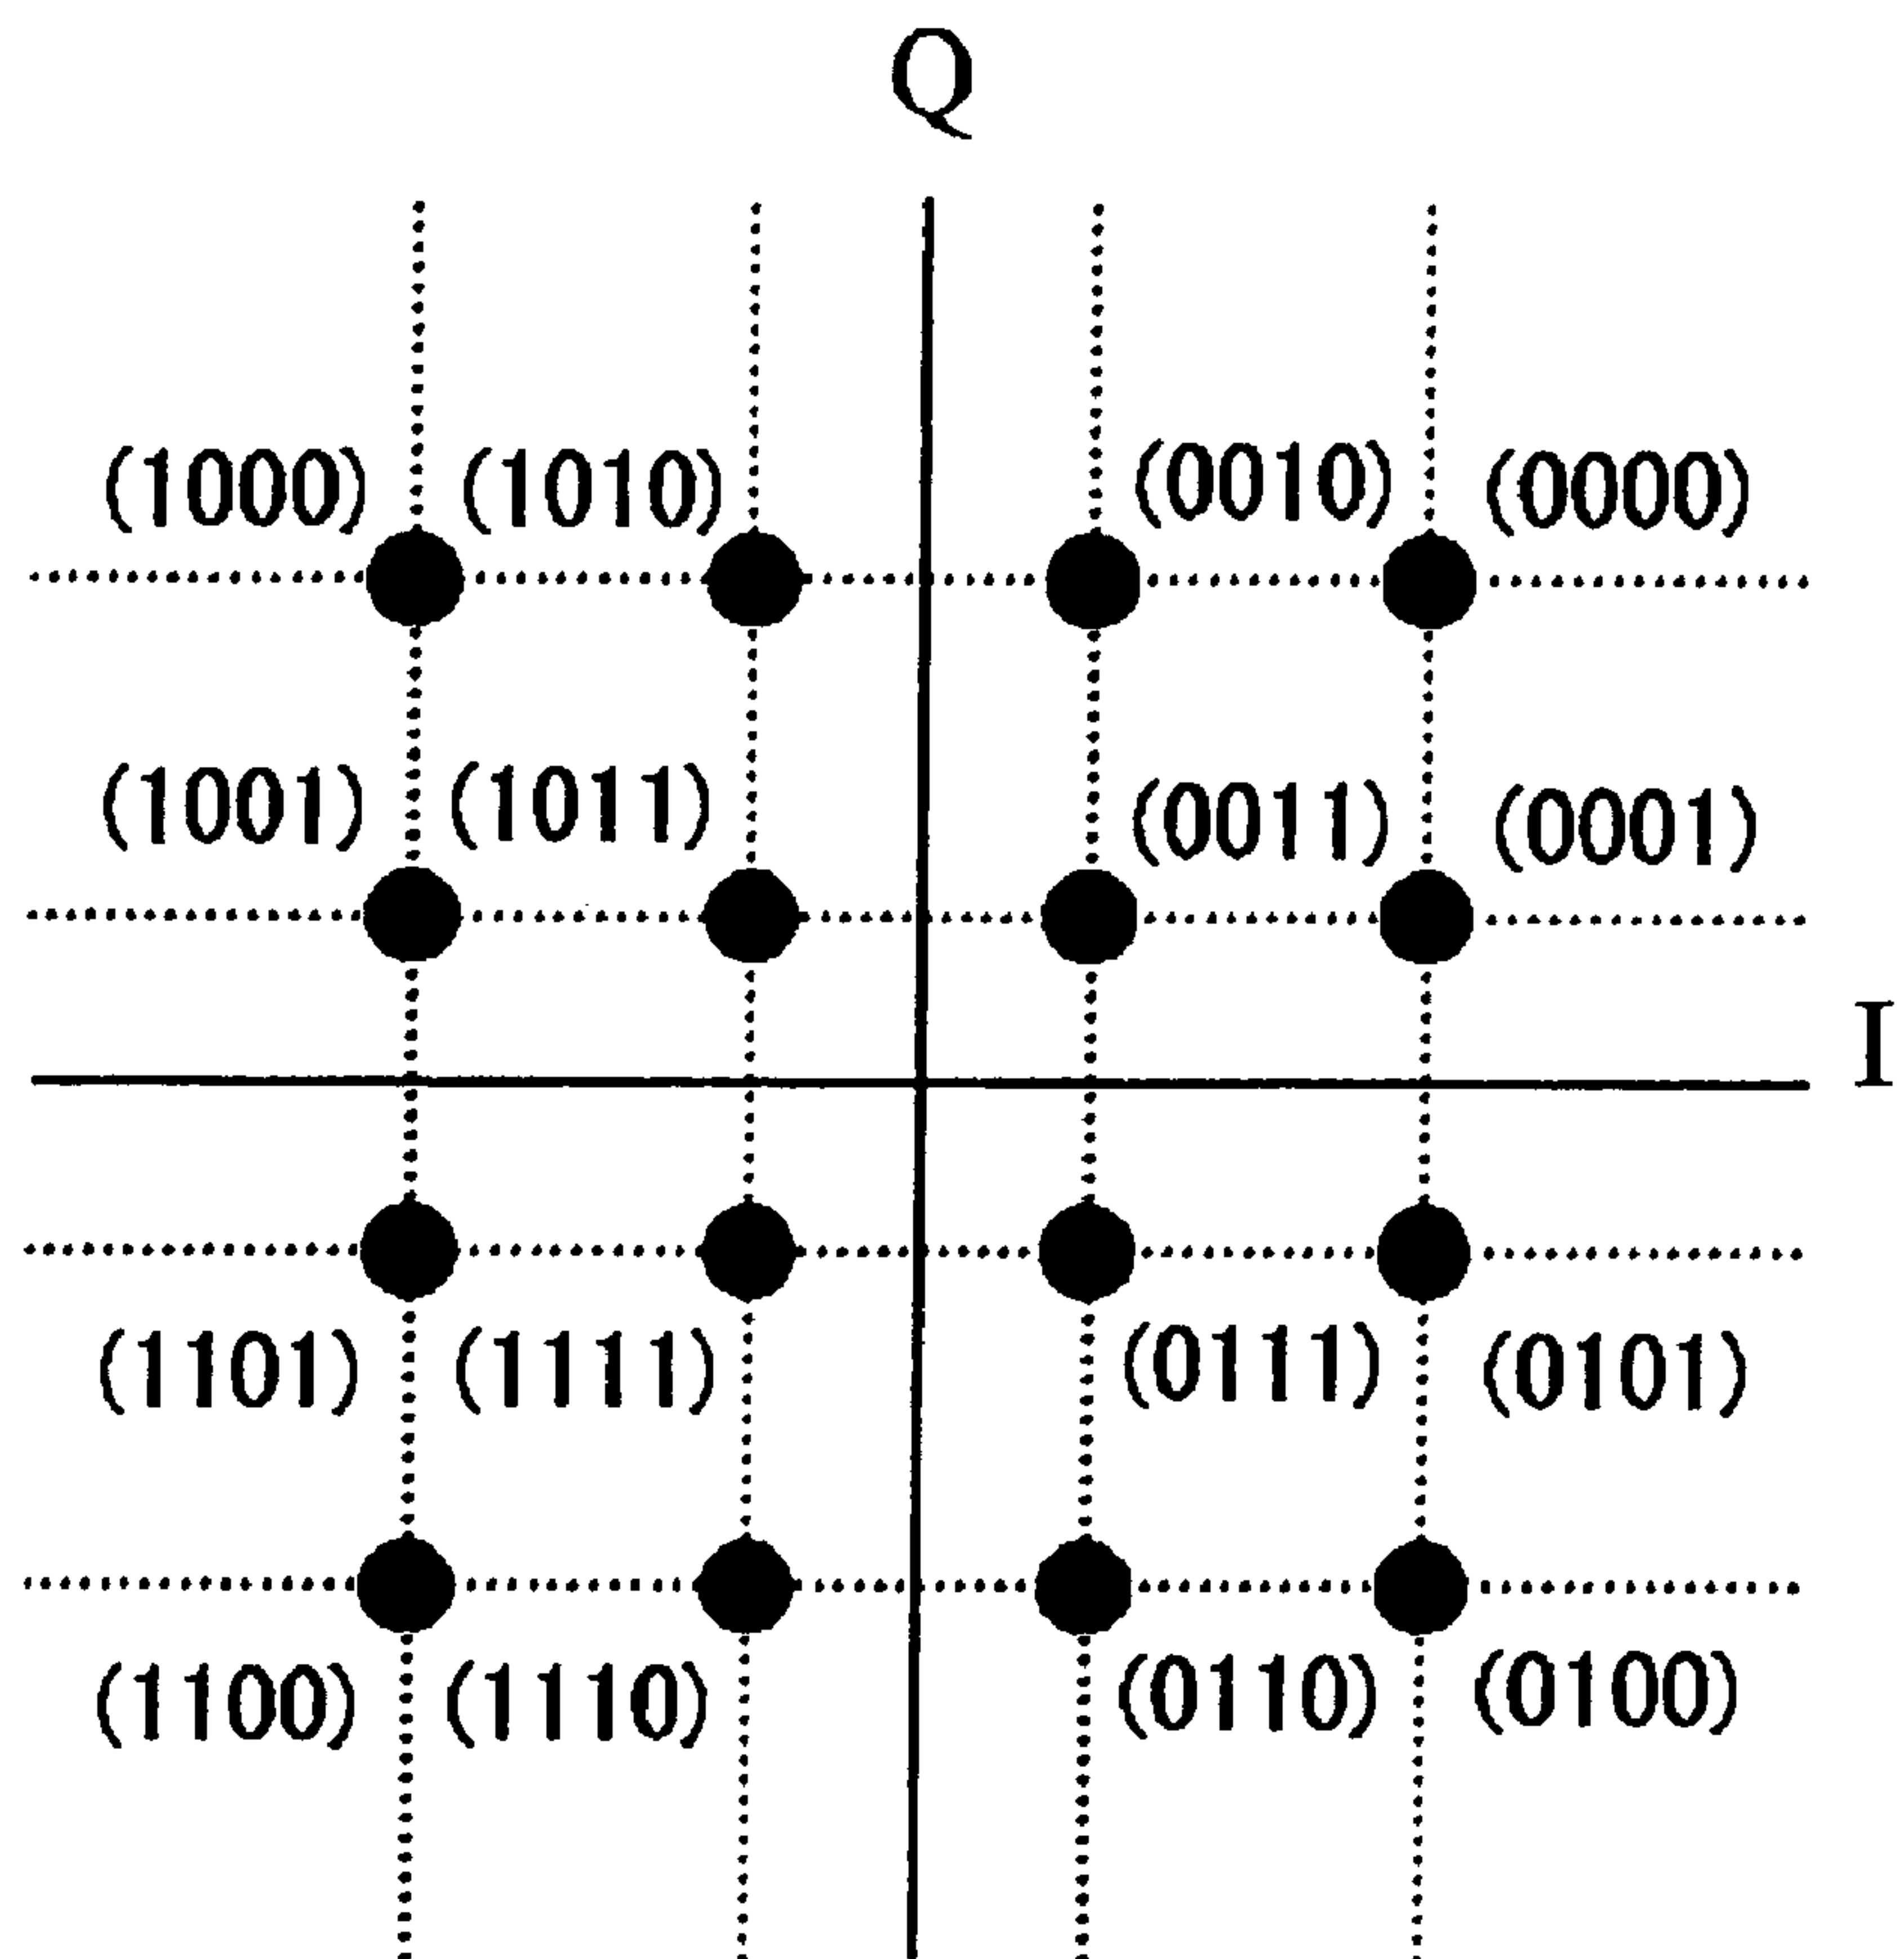 Q
(1000) (1010) (0010) (0000)
(1001) (1011) (0011) (0001)
I
(1101) (1111) (0111) (0101)
(1100) (1110) (0110) (0100)